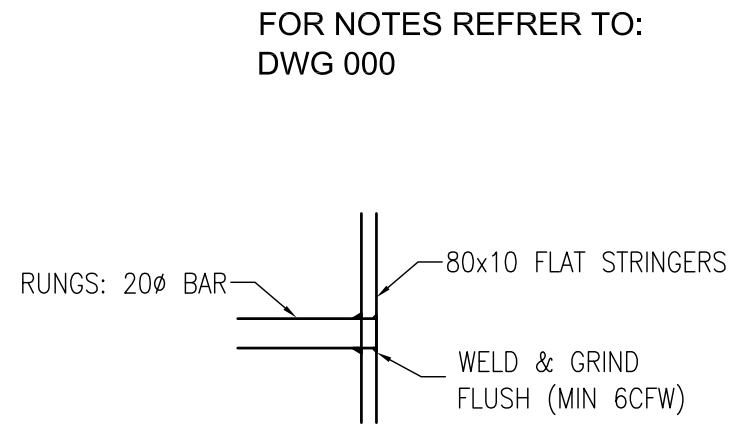 FOR NOTES REFRER TO:
DWG 000
80x10 FLAT STRINGERS
RUNGS: 20ø BAR
WELD & GRIND
FLUSH (MIN 6CFW)